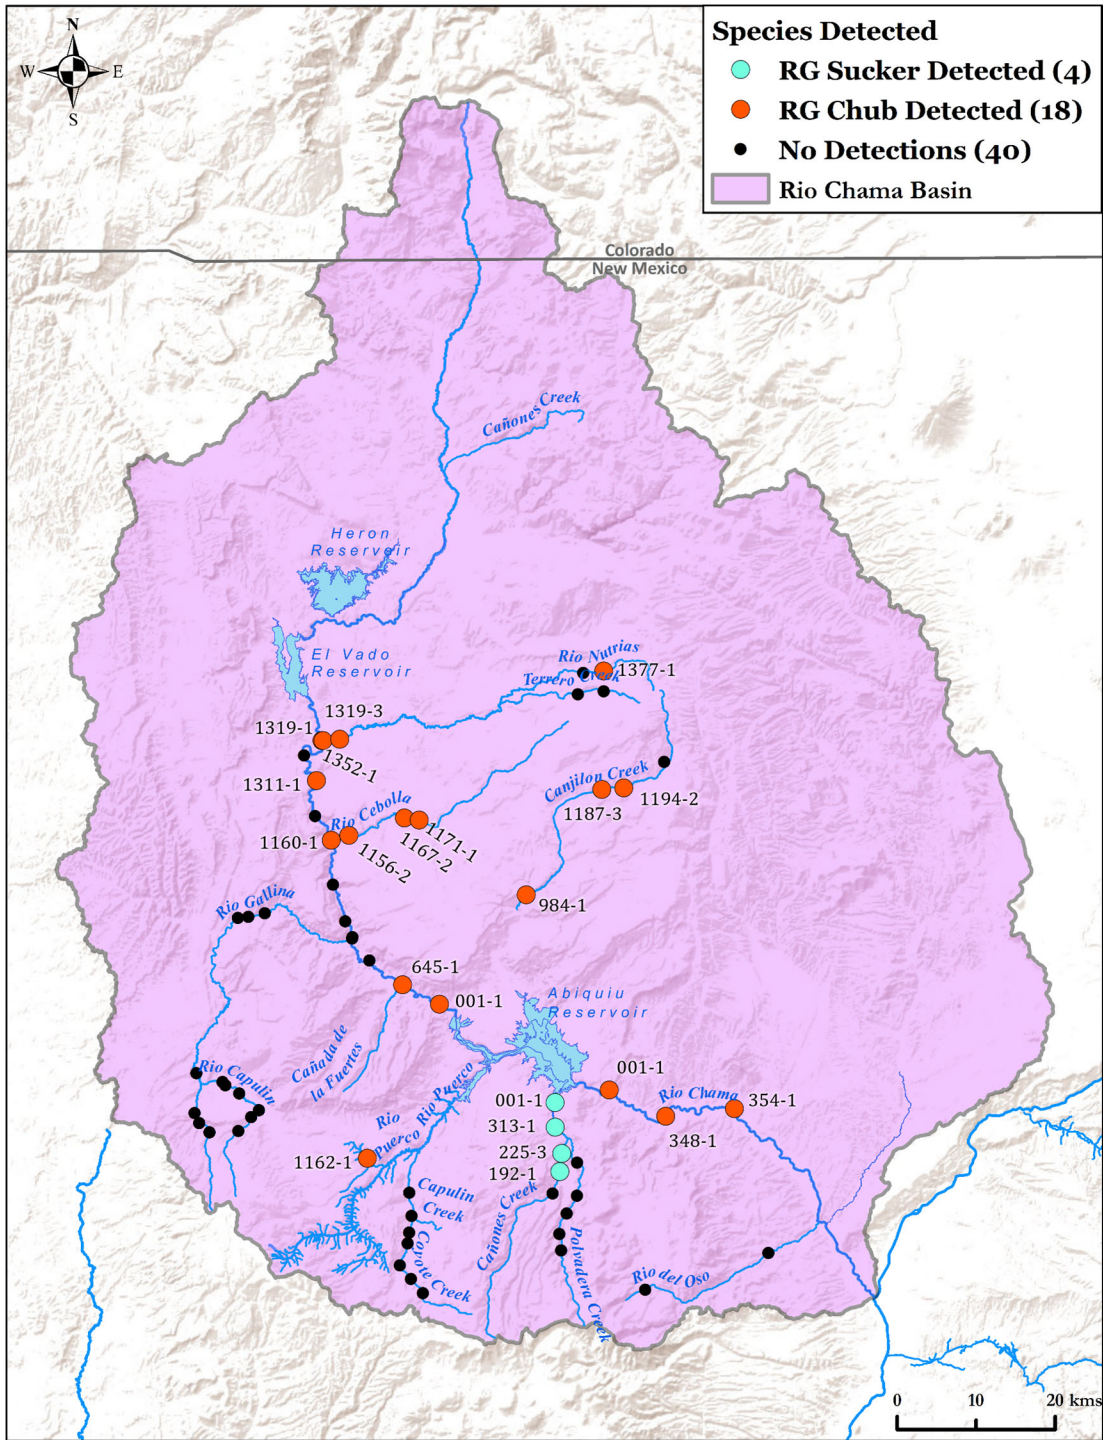 N
W
E
S
Species Detected
RG Sucker Detected (4)
RG Chub Detected (18)
No Detections (40)
Rio Chama Basin
Colorado
New Mexico
Cañones Creek
Heron
Reservoir
El Vado
Reservoir
Rio Nutrias
1377-1
Terrero Creek
1319-3
1319-1
1352-1
1311-1
Canjilon Creek
1194-2
1187-3
Rio Cebolla
1171-1
1167-2
1160-1
1156-2
984-1
Rio Gallina
645-1
001-1
Abiquiu
Reservoir
Cañada de
la Fuertes
Rio Capulin
Rio Puerco
Rio
Puerco
001-1
Rio Chama
354-1
348-1
001-1
313-1
225-3
192-1
1162-1
Capulin
Creek
Coyote Creek
Cañones Creek
Polvadera Creek
Rio del Oso
0 10 20 kms